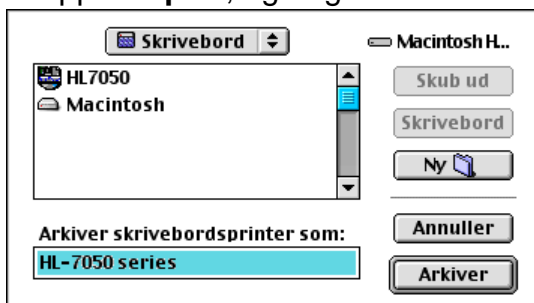 Skrivebord
Macintosh H...
HL7050
Macintosh
Skub ud
Skrivebord
Ny
Arkiver skrivebordsprinter som:
HL-7050 series
Annuller
Arkiver